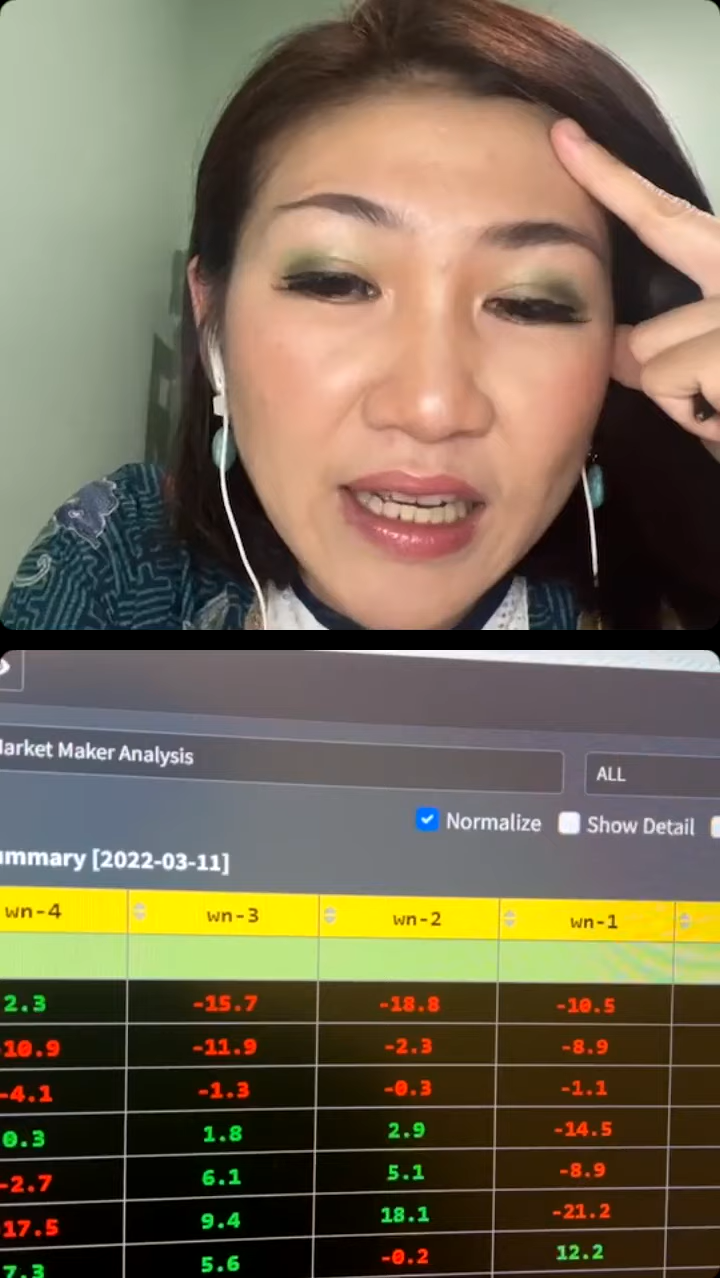 arket Maker Analysis ALL
Normalize Show Detail
ummary [2022-03-11]
wn-4 wn-3 wn-2 wn-1
2.3 -15.7 -18.8 -10.5
10.9 -11.9 -2.3 -8.9
-4.1 -1.3 -0.3 -1.1
0.3 1.8 2.9 -14.5
-2.7 6.1 5.1 -8.9
17.5 9.4 18.1 -21.2
7.3 5.6 -0.2 12.2